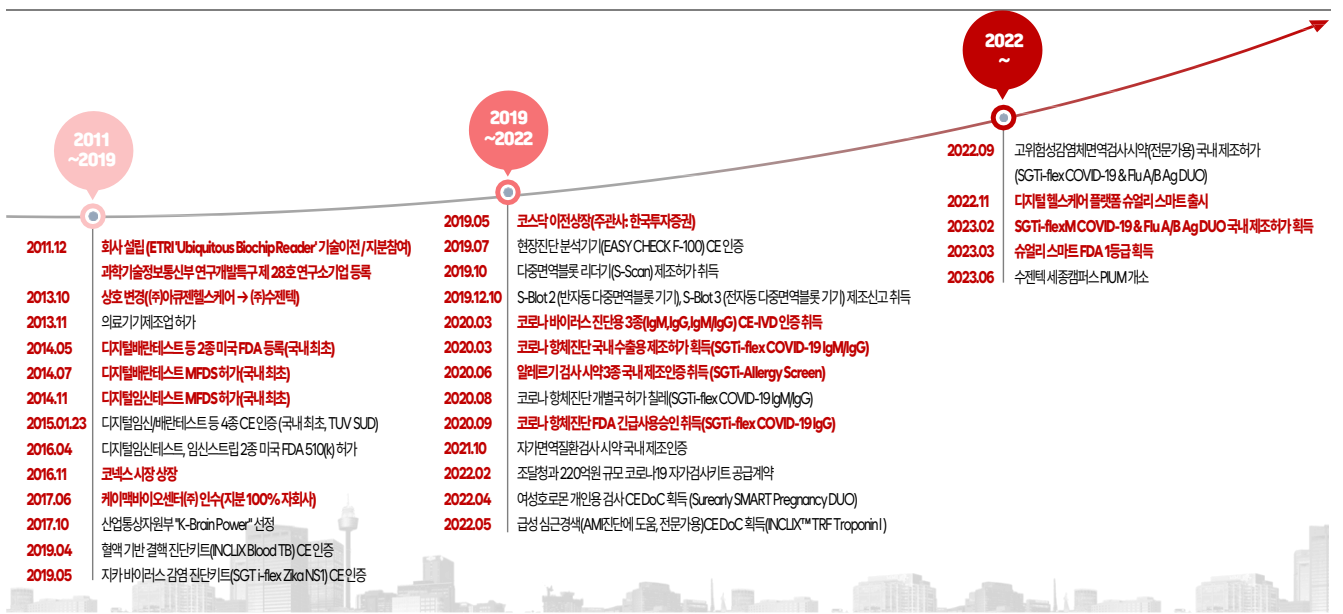 2011
~2019
2011.12 회사 설립 (ETRI 'Ubiquitous Biochip Reader' 기술이전 / 지분참여)
과학기술정보통신부 연구개발특구 제 28호 연구소기업 등록
2013.10 상호 변경((주)아큐젠헬스케어 → (주)수젠텍)
2013.11 의료기기제조업 허가
2014.05 디지털배란테스트 등 2종 미국 FDA 등록(국내 최초)
2014.07 디지털배란테스트 MFDS 허가(국내 최초)
2014.11 디지털임신테스트 MFDS 허가(국내 최초)
2015.01.23 디지털임신/배란테스트 등 4종 CE 인증 (국내 최초, TUV SUD)
2016.04 디지털임신테스트, 임신스트립 2종 미국 FDA 510(k) 허가
2016.11 코넥스 시장 상장
2017.06 케이맥바이오센터㈜ 인수(지분 100% 자회사)
2017.10 산업통상자원부 "K-Brain Power" 선정
2019.04 혈액 기반 결핵 진단키트(INCLIX Blood TB) CE 인증
2019.05 지카 바이러스 감염 진단키트(SGT i-flex Zika NS1) CE 인증
2019
~2022
2019.05 코스닥 이전상장(주관사: 한국투자증권)
2019.07 현장진단 분석기기(EASY CHECK F-100) CE 인증
2019.10 다중면역블롯 리더기(S-Scan) 제조허가 취득
2019.12.10 S-Blot 2 (반자동 다중면역블롯 기기), S-Blot 3 (전자동 다중면역블롯 기기) 제조신고 취득
2020.03 코로나 바이러스 진단용 3종(IgM,IgG,IgM/IgG) CE-IVD 인증 취득
2020.03 코로나 항체진단 국내 수출용 제조허가 획득(SGTi-flex COVID-19 IgM/IgG)
2020.06 알레르기 검사 시약 3종 국내 제조인증 취득 (SGTi-Allergy Screen)
2020.08 코로나 항체진단 개별국 허가 칠레(SGTi-flex COVID-19 IgM/IgG)
2020.09 코로나 항체진단 FDA 긴급사용승인 취득(SGTi-flex COVID-19 IgG)
2021.10 자가면역질환검사 시약 국내 제조인증
2022.02 조달청과 220억원 규모 코로나19 자가검사키트 공급계약
2022.04 여성호르몬 개인용 검사 CE DoC 획득 (Surearly SMART Pregnancy DUO)
2022.05 급성 심근경색(AMI진단에 도움, 전문가용)CE DoC 획득(INCLIX™ TRF Troponin I )
2022
~
2022.09 고위험성감염체면역검사시약(전문가용) 국내 제조허가
(SGTi-flex COVID-19 & Flu A/B Ag DUO)
2022.11 디지털 헬스케어 플랫폼 슈얼리 스마트 출시
2023.02 SGTi-flexM COVID-19 & Flu A/B Ag DUO 국내 제조허가 획득
2023.03 슈얼리 스마트 FDA 1등급 획득
2023.06 수젠텍 세종캠퍼스 PIUM 개소